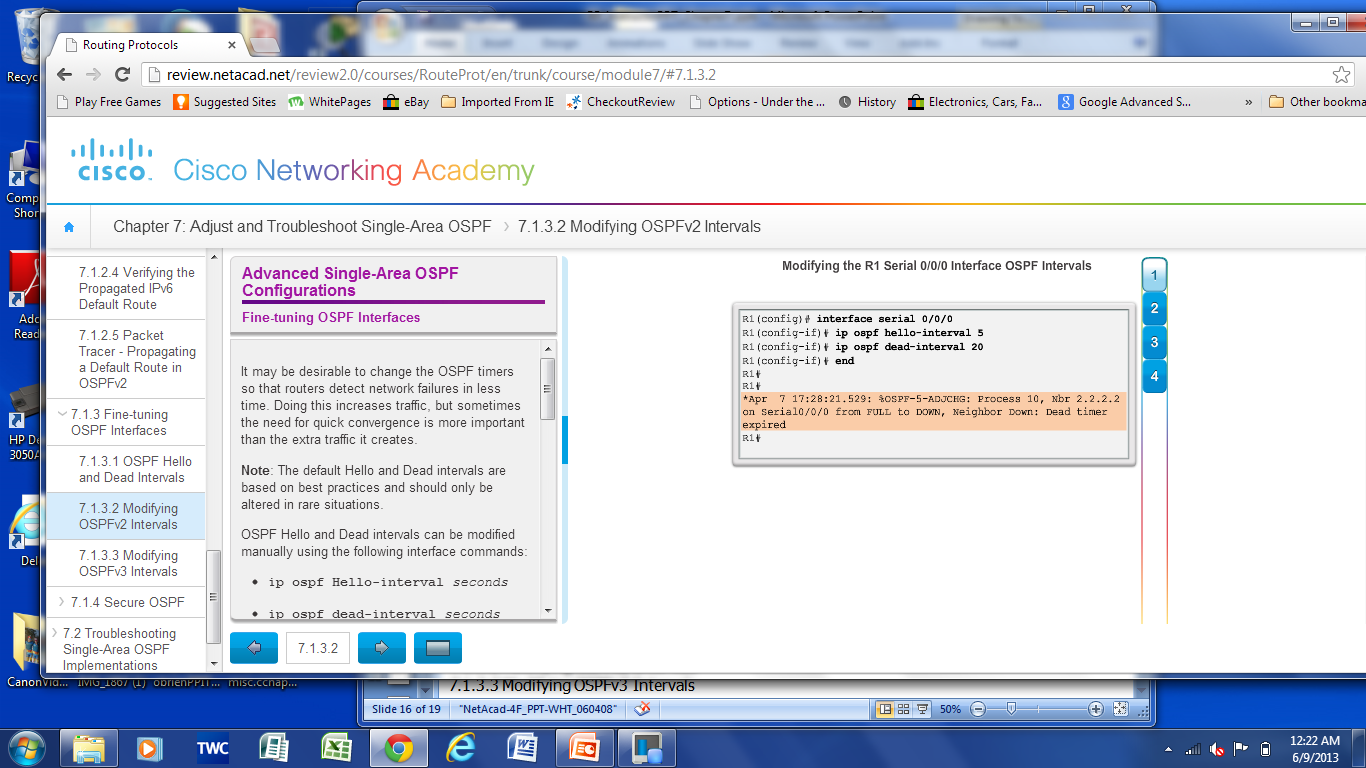 Routing Protocols
review.netacad.net/review2.0/courses/RouteProt/en/trunk/course/module7/#7.1.3.2
Play Free Games
Suggested Sites
WhitePages
eBay
Imported From IE
CheckoutReview
Options - Under the ...
History
Electronics, Cars, Fa...
Google Advanced S...
»
Other bookma
CISCO.
Cisco Networking Academy
Chapter 7: Adjust and Troubleshoot Single-Area OSPF
7.1.3.2 Modifying OSPFv2 Intervals
7.1.2.4 Verifying the
Propagated IPv6
Default Route
7.1.2.5 Packet
Tracer - Propagating
a Default Route in
OSPFv2
7.1.3 Fine-tuning
OSPF Interfaces
7.1.3.1 OSPF Hello
and Dead Intervals
7.1.3.2 Modifying
OSPFv2 Intervals
7.1.3.3 Modifying
OSPFv3 Intervals
7.1.4 Secure OSPF
7.2 Troubleshooting
Single-Area OSPF
Implementations
Advanced Single-Area OSPF
Configurations
Fine-tuning OSPF Interfaces
It may be desirable to change the OSPF timers
so that routers detect network failures in less
time. Doing this increases traffic, but sometimes
the need for quick convergence is more important
than the extra traffic it creates.
Note: The default Hello and Dead intervals are
based on best practices and should only be
altered in rare situations.
OSPF Hello and Dead intervals can be modified
manually using the following interface commands:
• ip ospf Hello-interval seconds
• ip ospf dead-interval seconds
7.1.3.2
Modifying the R1 Serial 0/0/0 Interface OSPF Intervals
R1(config)# interface serial 0/0/0
R1(config-if)# ip ospf hello-interval 5
R1(config-if)# ip ospf dead-interval 20
R1(config-if)# end
R1#
R1#
*Apr  7 17:28:21.529: %OSPF-5-ADJCHG: Process 10, Nbr 2.2.2.2
on Serial0/0/0 from FULL to DOWN, Neighbor Down: Dead timer
expired
R1#
1
2
3
4
Recyc
Comp
Shor
Ado
Read
HP De
3050A
Del
CanonVid...
IMG_1867 (1)
obrienPPIT...
misc.cchap...
7.1.3.3 Modifying OSPFv3 Intervals
Slide 16 of 19
"NetAcad-4F_PPT-WHT_060408"
50%
TWC
12:22 AM
6/9/2013